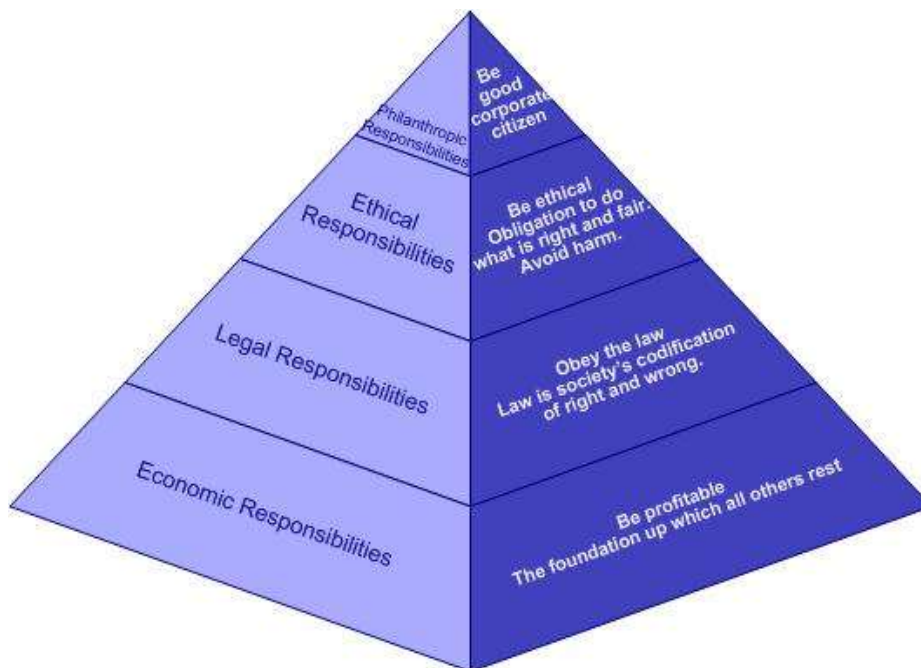 Philanthropic
Responsibilities
Be
good
corporate
citizen
Ethical
Responsibilities
Be ethical
Obligation to do
what is right and fair.
Avoid harm.
Legal Responsibilities
Obey the law
Law is society's codification
of right and wrong.
Economic Responsibilities
Be profitable
The foundation up which all others rest